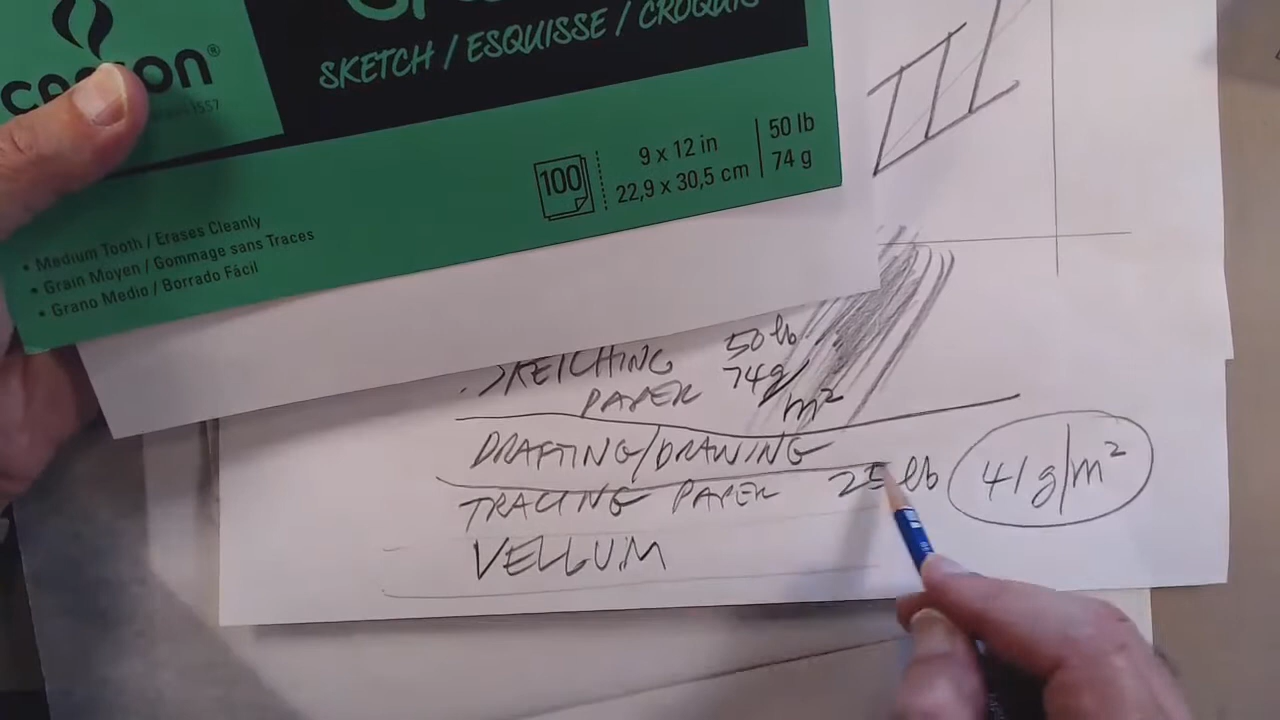 SKETCH / ESQUISSE / CROQUIS
1557
100
9 x 12 in
22,9 x 30,5 cm
50 lb
74 g
• Medium Tooth / Erases Cleanly
• Grain Moyen / Gommage sans Traces
• Grano Medio / Borrado Fácil
SKETCHING 50 lb
PAPER 74g/
m²
DRAFTING/DRAWING
TRACING PAPER 25 lb 41g/m²
VELLUM